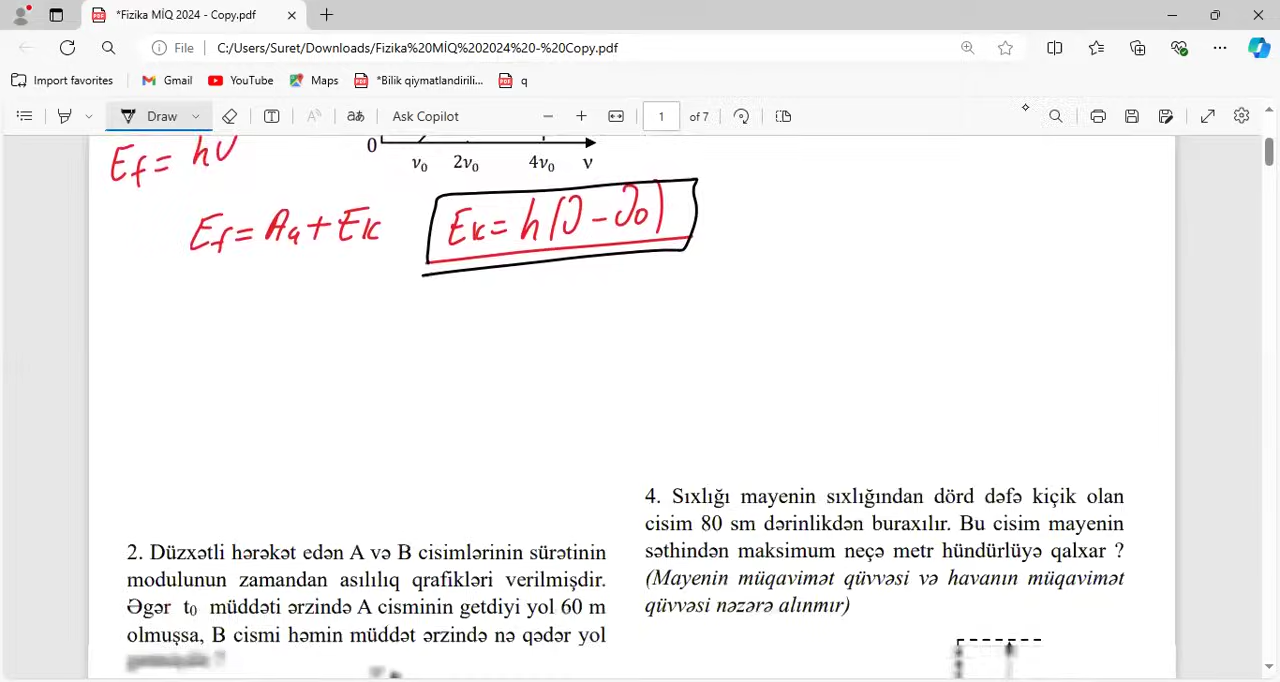 *Fizika MİQ 2024 - Copy.pdf
File
C:/Users/Suret/Downloads/Fizika%20MİQ%202024%20-%20Copy.pdf
Import favorites
Gmail
YouTube
Maps
*Bilik qiymatlandirili...
q
Draw
aあ
Ask Copilot
1 of 7
Ef = hν
0
ν₀ 2ν₀ 4ν₀ ν
Ef = Aч + Ek
Ek = h(ν - ν₀)
2. Düzxətli hərəkət edən A və B cisimlərinin sürətinin
modulunun zamandan asılılıq qrafikləri verilmişdir.
Əgər t₀ müddəti ərzində A cisminin getdiyi yol 60 m
olmuşsa, B cismi həmin müddət ərzində nə qədər yol
4. Sıxlığı mayenin sıxlığından dörd dəfə kiçik olan
cisim 80 sm dərinlikdən buraxılır. Bu cisim mayenin
səthindən maksimum neçə metr hündürlüyə qalxar ?
(Mayenin müqavimət qüvvəsi və havanın müqavimət
qüvvəsi nəzərə alınmır)